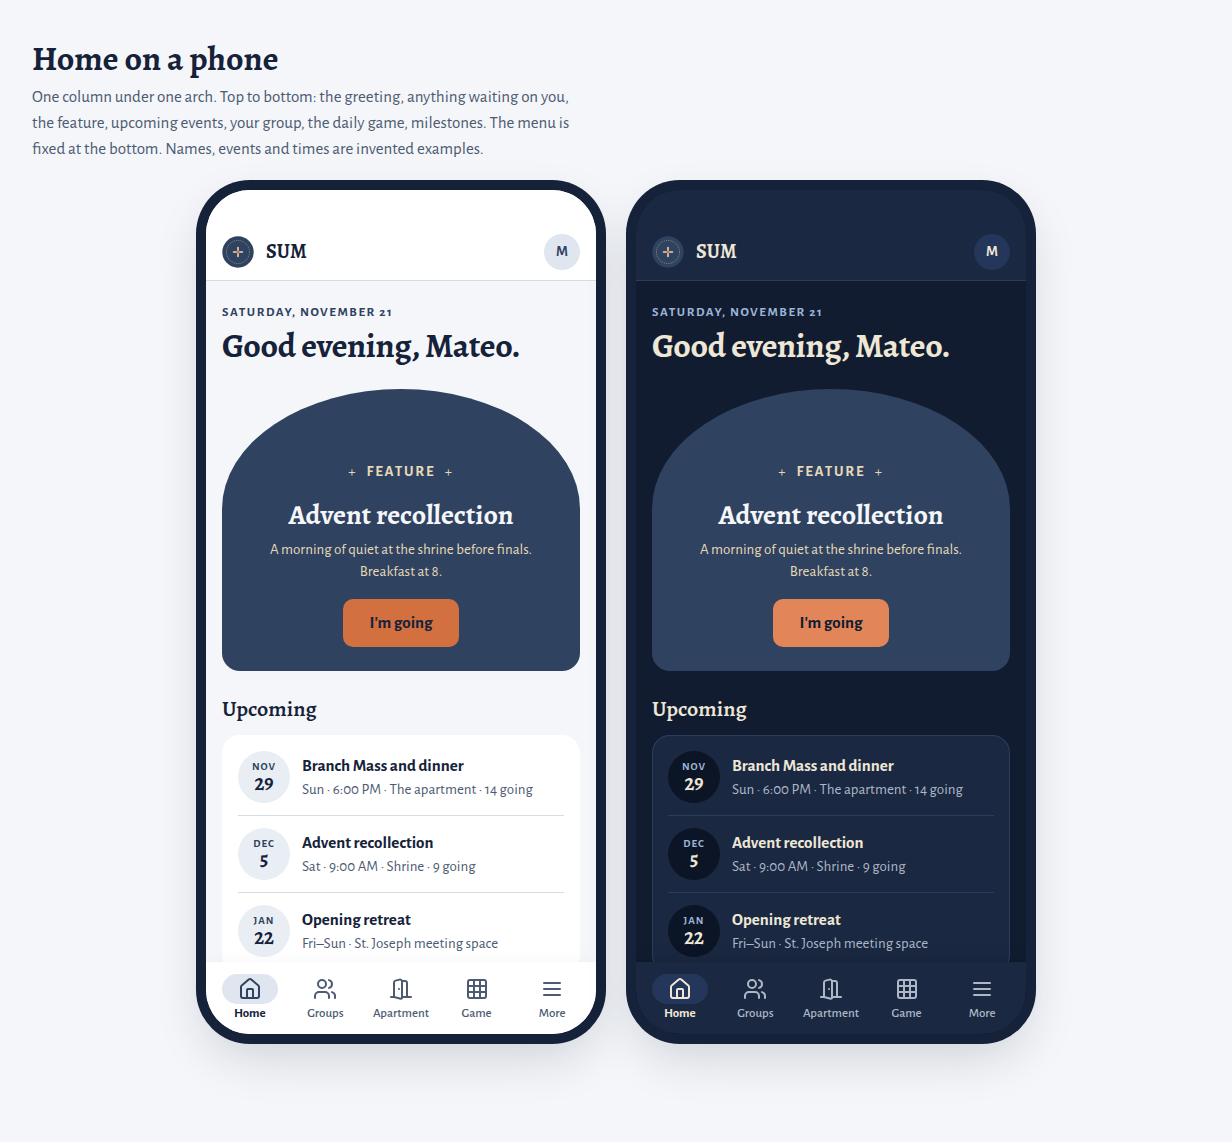 Home on a phone
One column under one arch. Top to bottom: the greeting, anything waiting on you,
the feature, upcoming events, your group, the daily game, milestones. The menu is
fixed at the bottom. Names, events and times are invented examples.
SUM
M
SATURDAY, NOVEMBER 21
Good evening, Mateo.
+ FEATURE +
Advent recollection
A morning of quiet at the shrine before finals.
Breakfast at 8.
I'm going
Upcoming
NOV
29
Branch Mass and dinner
Sun · 6:00 PM · The apartment · 14 going
DEC
5
Advent recollection
Sat · 9:00 AM · Shrine · 9 going
JAN
22
Opening retreat
Fri–Sun · St. Joseph meeting space
Home
Groups
Apartment
Game
More
SUM
M
SATURDAY, NOVEMBER 21
Good evening, Mateo.
+ FEATURE +
Advent recollection
A morning of quiet at the shrine before finals.
Breakfast at 8.
I'm going
Upcoming
NOV
29
Branch Mass and dinner
Sun · 6:00 PM · The apartment · 14 going
DEC
5
Advent recollection
Sat · 9:00 AM · Shrine · 9 going
JAN
22
Opening retreat
Fri–Sun · St. Joseph meeting space
Home
Groups
Apartment
Game
More